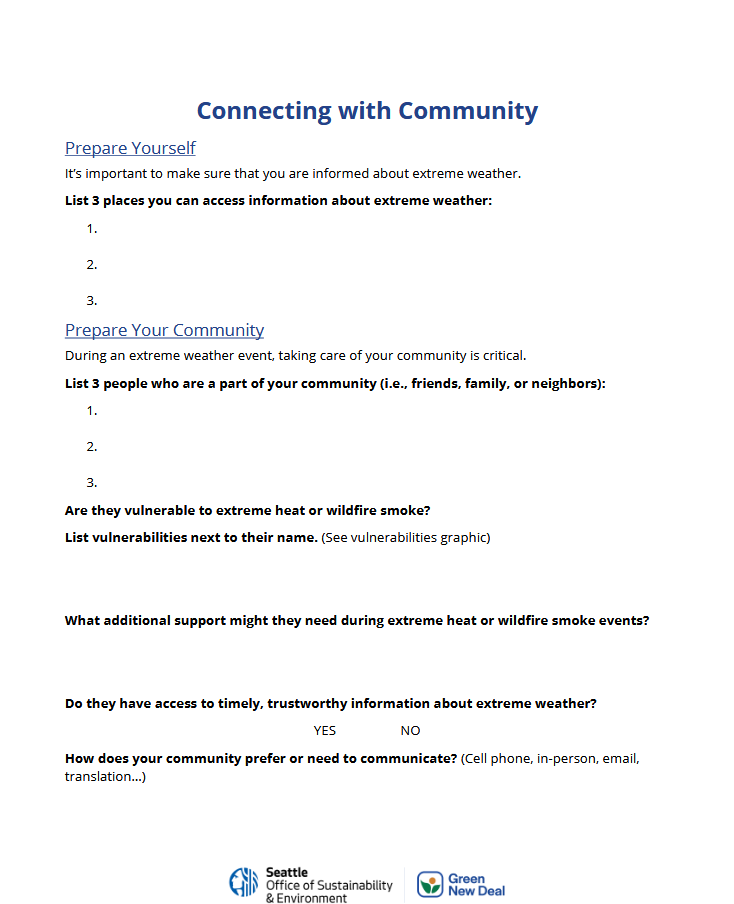 Connecting with Community
Prepare Yourself
It's important to make sure that you are informed about extreme weather.
List 3 places you can access information about extreme weather:
1.
2.
3.
Prepare Your Community
During an extreme weather event, taking care of your community is critical.
List 3 people who are a part of your community (i.e., friends, family, or neighbors):
1.
2.
3.
Are they vulnerable to extreme heat or wildfire smoke?
List vulnerabilities next to their name. (See vulnerabilities graphic)
What additional support might they need during extreme heat or wildfire smoke events?
Do they have access to timely, trustworthy information about extreme weather?
YES NO
How does your community prefer or need to communicate? (Cell phone, in-person, email,
translation...)
Seattle
Office of Sustainability
& Environment
Green
New Deal